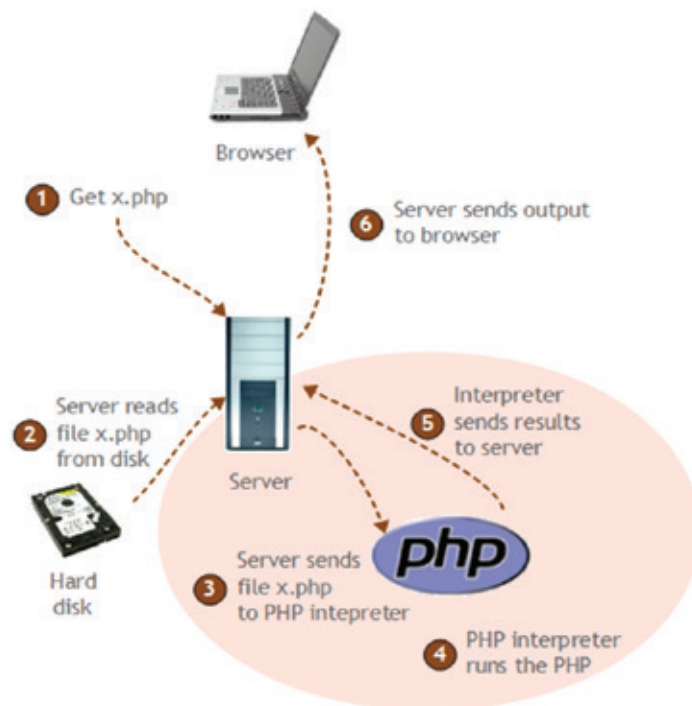 Browser
1 Get x.php
6 Server sends output
to browser
5 Interpreter
sends results
to server
2 Server reads
file x.php
from disk
Server
php
Hard
disk
3 Server sends
file x.php
to PHP intepreter
4 PHP interpreter
runs the PHP